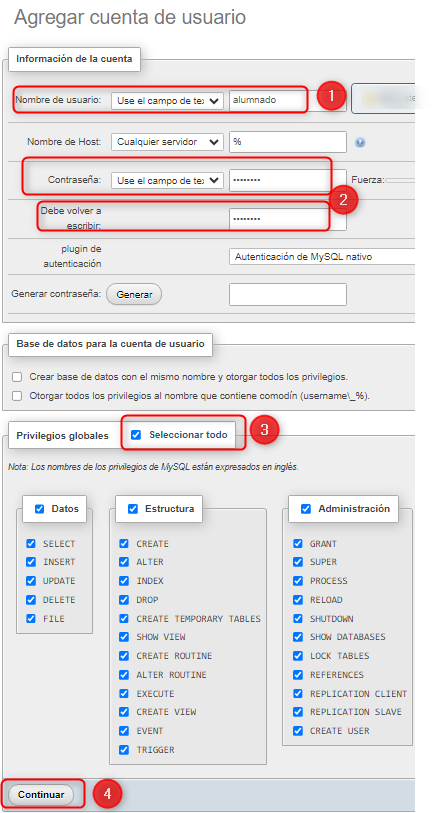 Agregar cuenta de usuario
Información de la cuenta
Nombre de usuario: Use el campo de te: alumnado 1
Nombre de Host: Cualquier servidor %
Contraseña: Use el campo de te: •••••••• Fuerza:
2
Debe volver a
escribir: ••••••••
plugin de
autenticación
Autenticación de MySQL nativo
Generar contraseña: Generar
Base de datos para la cuenta de usuario
Crear base de datos con el mismo nombre y otorgar todos los privilegios.
Otorgar todos los privilegios al nombre que contiene comodín (username\_%).
Privilegios globales Seleccionar todo 3
Nota: Los nombres de los privilegios de MySQL están expresados en inglés.
Datos
SELECT
INSERT
UPDATE
DELETE
FILE
Estructura
CREATE
ALTER
INDEX
DROP
CREATE TEMPORARY TABLES
SHOW VIEW
CREATE ROUTINE
ALTER ROUTINE
EXECUTE
CREATE VIEW
EVENT
TRIGGER
Administración
GRANT
SUPER
PROCESS
RELOAD
SHUTDOWN
SHOW DATABASES
LOCK TABLES
REFERENCES
REPLICATION CLIENT
REPLICATION SLAVE
CREATE USER
Continuar 4